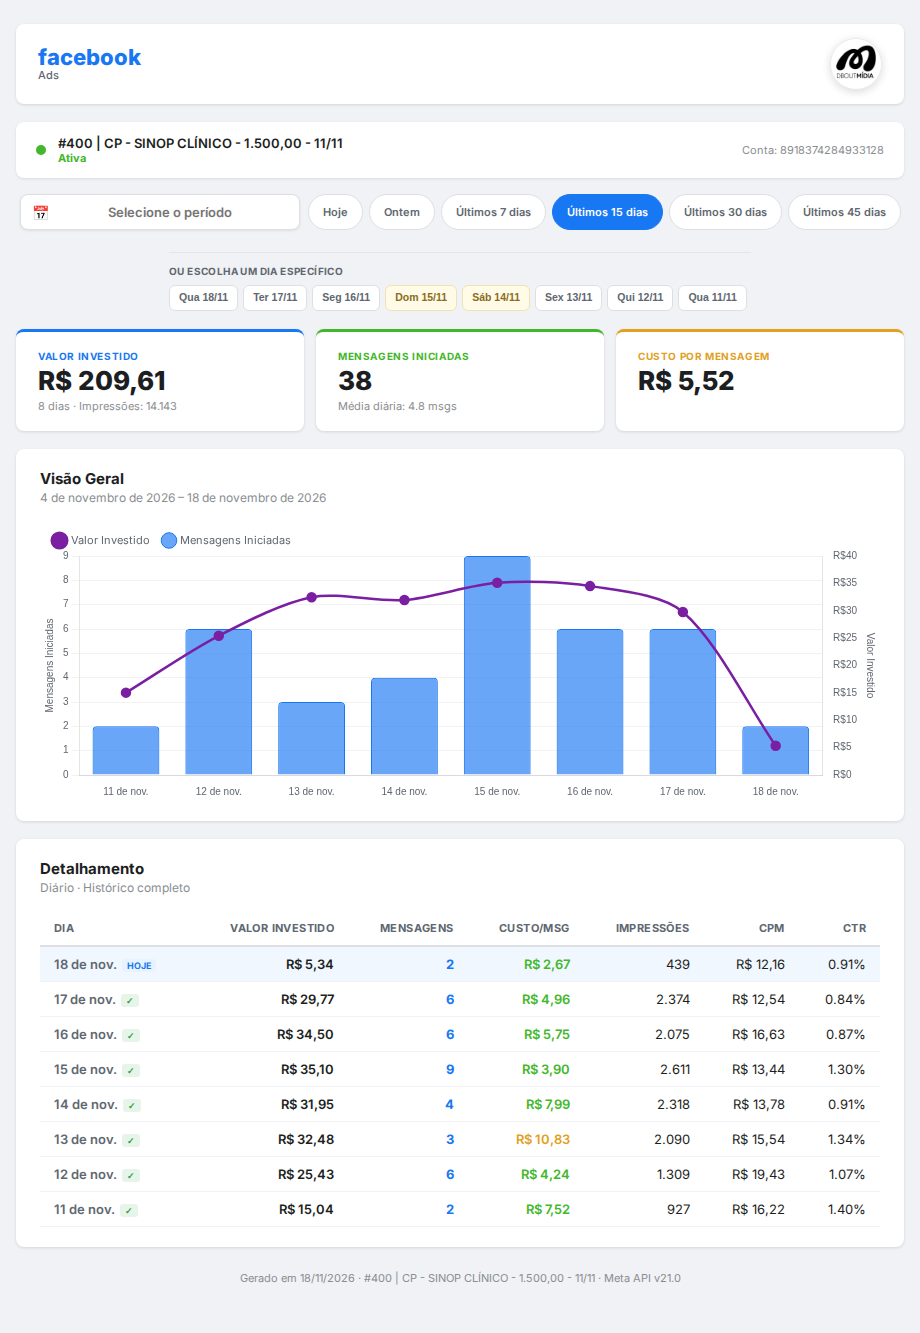 facebook
Ads
DBOUTMÍDIA
#400 | CP - SINOP CLÍNICO - 1.500,00 - 11/11
Ativa
Conta: 8918374284933128
Selecione o período
Hoje
Ontem
Últimos 7 dias
Últimos 15 dias
Últimos 30 dias
Últimos 45 dias
OU ESCOLHA UM DIA ESPECÍFICO
Qua 18/11
Ter 17/11
Seg 16/11
Dom 15/11
Sáb 14/11
Sex 13/11
Qui 12/11
Qua 11/11
VALOR INVESTIDO
R$ 209,61
8 dias · Impressões: 14.143
MENSAGENS INICIADAS
38
Média diária: 4.8 msgs
CUSTO POR MENSAGEM
R$ 5,52
Visão Geral
4 de novembro de 2026 – 18 de novembro de 2026
Valor Investido
Mensagens Iniciadas
Mensagens Iniciadas
9
8
7
6
5
4
3
2
1
0
R$40
R$35
R$30
R$25
R$20
R$15
R$10
R$5
R$0
Valor Investido
11 de nov.
12 de nov.
13 de nov.
14 de nov.
15 de nov.
16 de nov.
17 de nov.
18 de nov.
Detalhamento
Diário · Histórico completo
DIA VALOR INVESTIDO MENSAGENS CUSTO/MSG IMPRESSÕES CPM CTR
18 de nov. HOJE R$ 5,34 2 R$ 2,67 439 R$ 12,16 0.91%
17 de nov. ✓ R$ 29,77 6 R$ 4,96 2.374 R$ 12,54 0.84%
16 de nov. ✓ R$ 34,50 6 R$ 5,75 2.075 R$ 16,63 0.87%
15 de nov. ✓ R$ 35,10 9 R$ 3,90 2.611 R$ 13,44 1.30%
14 de nov. ✓ R$ 31,95 4 R$ 7,99 2.318 R$ 13,78 0.91%
13 de nov. ✓ R$ 32,48 3 R$ 10,83 2.090 R$ 15,54 1.34%
12 de nov. ✓ R$ 25,43 6 R$ 4,24 1.309 R$ 19,43 1.07%
11 de nov. ✓ R$ 15,04 2 R$ 7,52 927 R$ 16,22 1.40%
Gerado em 18/11/2026 · #400 | CP - SINOP CLÍNICO - 1.500,00 - 11/11 · Meta API v21.0